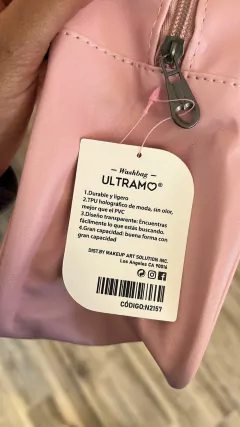 Washbag
ULTRAMO®
1.Durable y ligero
2.TPU holográfico de moda, sin olor,
mejor que el PVC
3.Diseño transparente: Encuentras
fácilmente lo que estás buscando.
4.Gran capacidad: buena forma con
gran capacidad
DIST.BY MAKEUP ART SOLUTION INC.
Los Angeles CA 90016
CÓDIGO:N2157